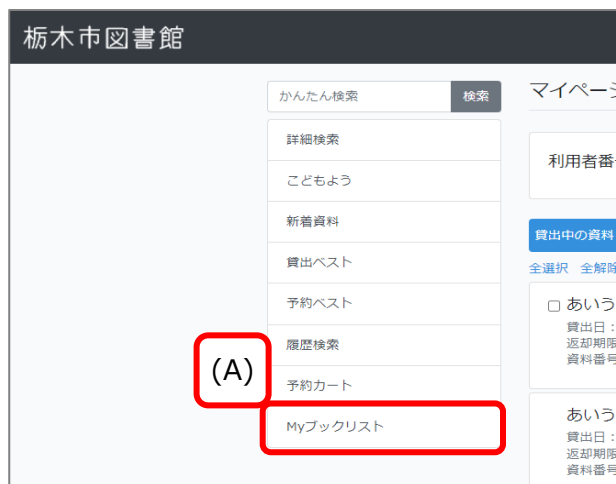 栃木市図書館
かんたん検索 検索
詳細検索
こどもよう
新着資料
貸出ベスト
予約ベスト
履歴検索
(A)
予約カート
Myブックリスト
マイページ
利用者番
貸出中の資料
全選択 全解除
あいう
貸出日：
返却期限
資料番号
あいう
貸出日：
返却期限
資料番号